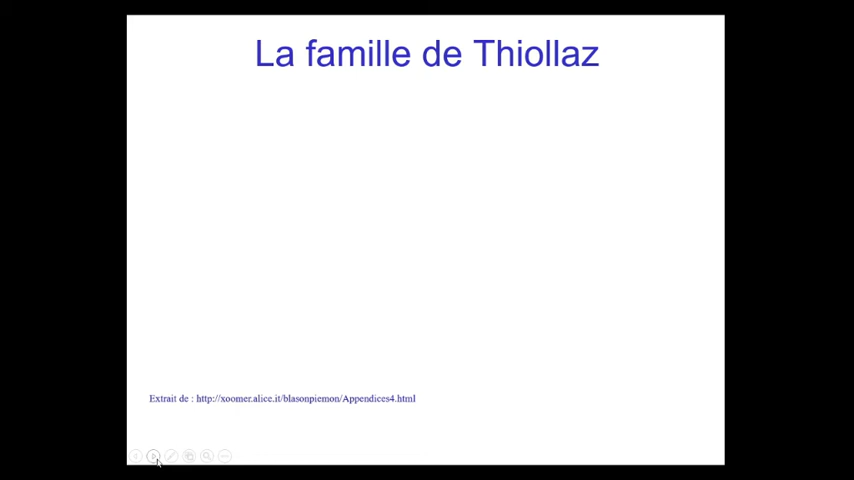 La famille de Thiollaz
Extrait de : http://xoomer.alice.it/blasonpiemon/Appendices4.html